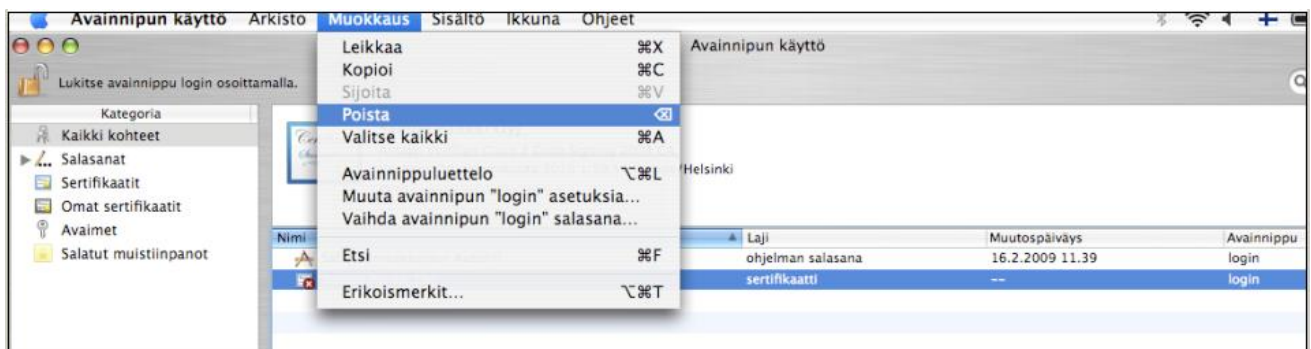 Avainnipun käyttö Arkisto Muokkaus Sisältö Ikkuna Ohjeet
Avainnipun käyttö
Lukitse avainnippu login osoittamalla.
Kategoria
Kaikki kohteet
Salasanat
Sertifikaatit
Omat sertifikaatit
Avaimet
Salatut muistiinpanot
Leikkaa ⌘X
Kopioi ⌘C
Sijoita ⌘V
Poista ⌫
Valitse kaikki ⌘A
Avainnippuluettelo ⌥⌘L
Muuta avainnipun "login" asetuksia...
Vaihda avainnipun "login" salasana...
Etsi ⌘F
Erikoismerkit... ⌥⌘T
/Helsinki
Nimi Laji Muutospäiväys Avainnippu
ohjelman salasana 16.2.2009 11.39 login
sertifikaatti -- login